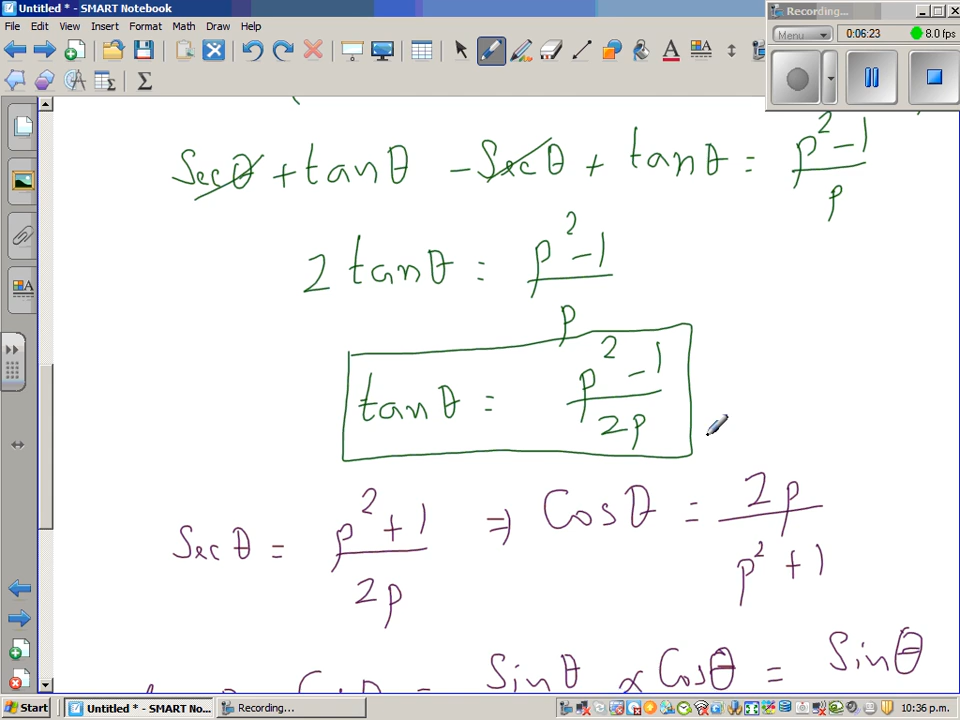 Untitled * - SMART Notebook
Recording...
File Edit View Insert Format Math Draw Help
Menu
0:06:23
8.0 fps
Secθ + tanθ - Secθ + tanθ = p² - 1 / p
2 tanθ = p² - 1 / p
tanθ = p² - 1 / 2p
Sec θ = p² + 1 / 2p ⇒ Cos θ = 2p / p² + 1
Sinθ × Cosθ = Sinθ
Start
Untitled * - SMART No...
Recording...
10:36 p.m.